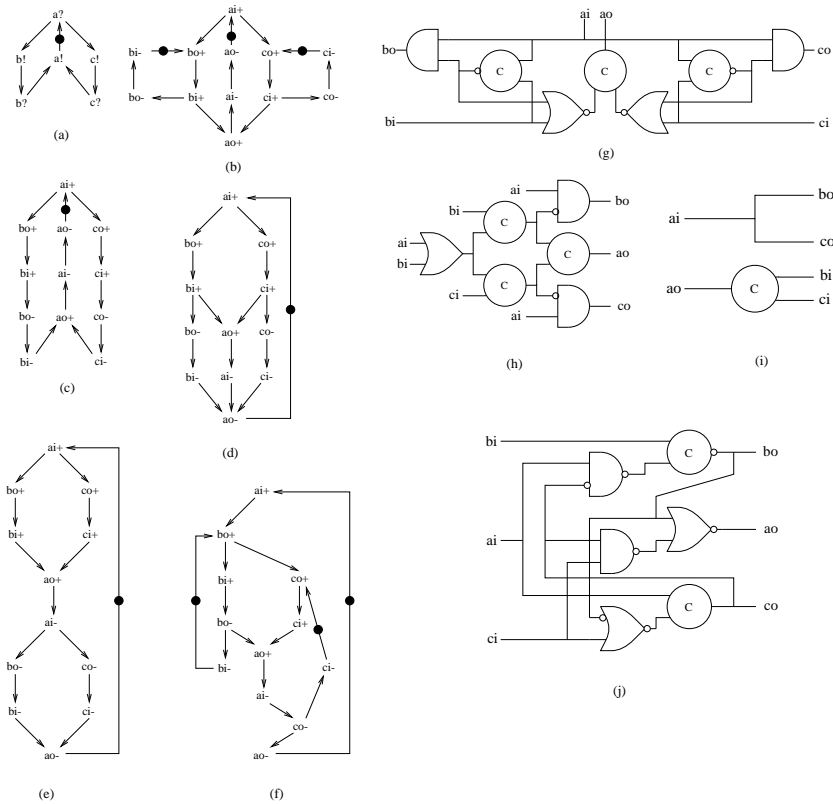 a?
b! a! c!
b? c?
(a)
ai+
bi- bo+ ao- co+ ci-
bo- bi+ ai- ci+ co-
ao+
(b)
ai+
bo+ ao- co+
bi+ ai- ci+
bo- ao+ co-
bi- ci-
(c)
ai+
bo+ co+
bi+ ci+
bo- ao+ co-
bi- ai- ci-
ao-
(d)
ai+
bo+ co+
bi+ ci+
ao+
ai-
bo- co-
bi- ci-
ao-
(e)
ai+
bo+
bi+ co+
bo- ci+
ao+
bi- ci-
ai-
co-
ao-
(f)
ai ao
bo co
C C C
bi ci
(g)
ai
bi C bo
ai
bi C ao
ci C co
ai
(h)
ai bo
co
ao C bi
ci
(i)
bi C bo
ai ao
C co
ci
(j)